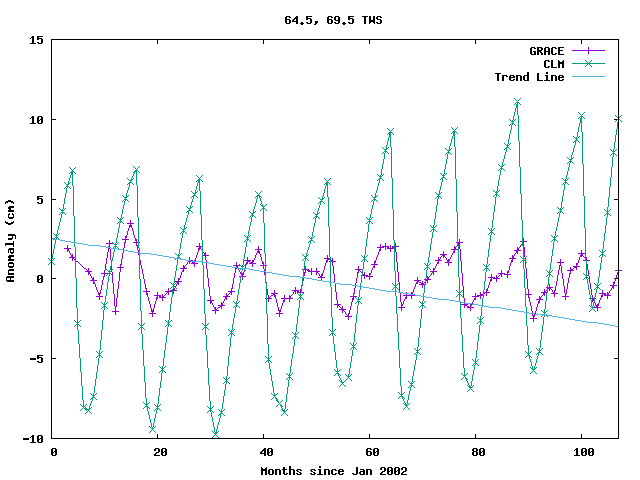 64.5, 69.5 TWS
GRACE
CLM
Trend Line
Anomaly (cm)
15
10
5
0
-5
-10
0 20 40 60 80 100
Months since Jan 2002